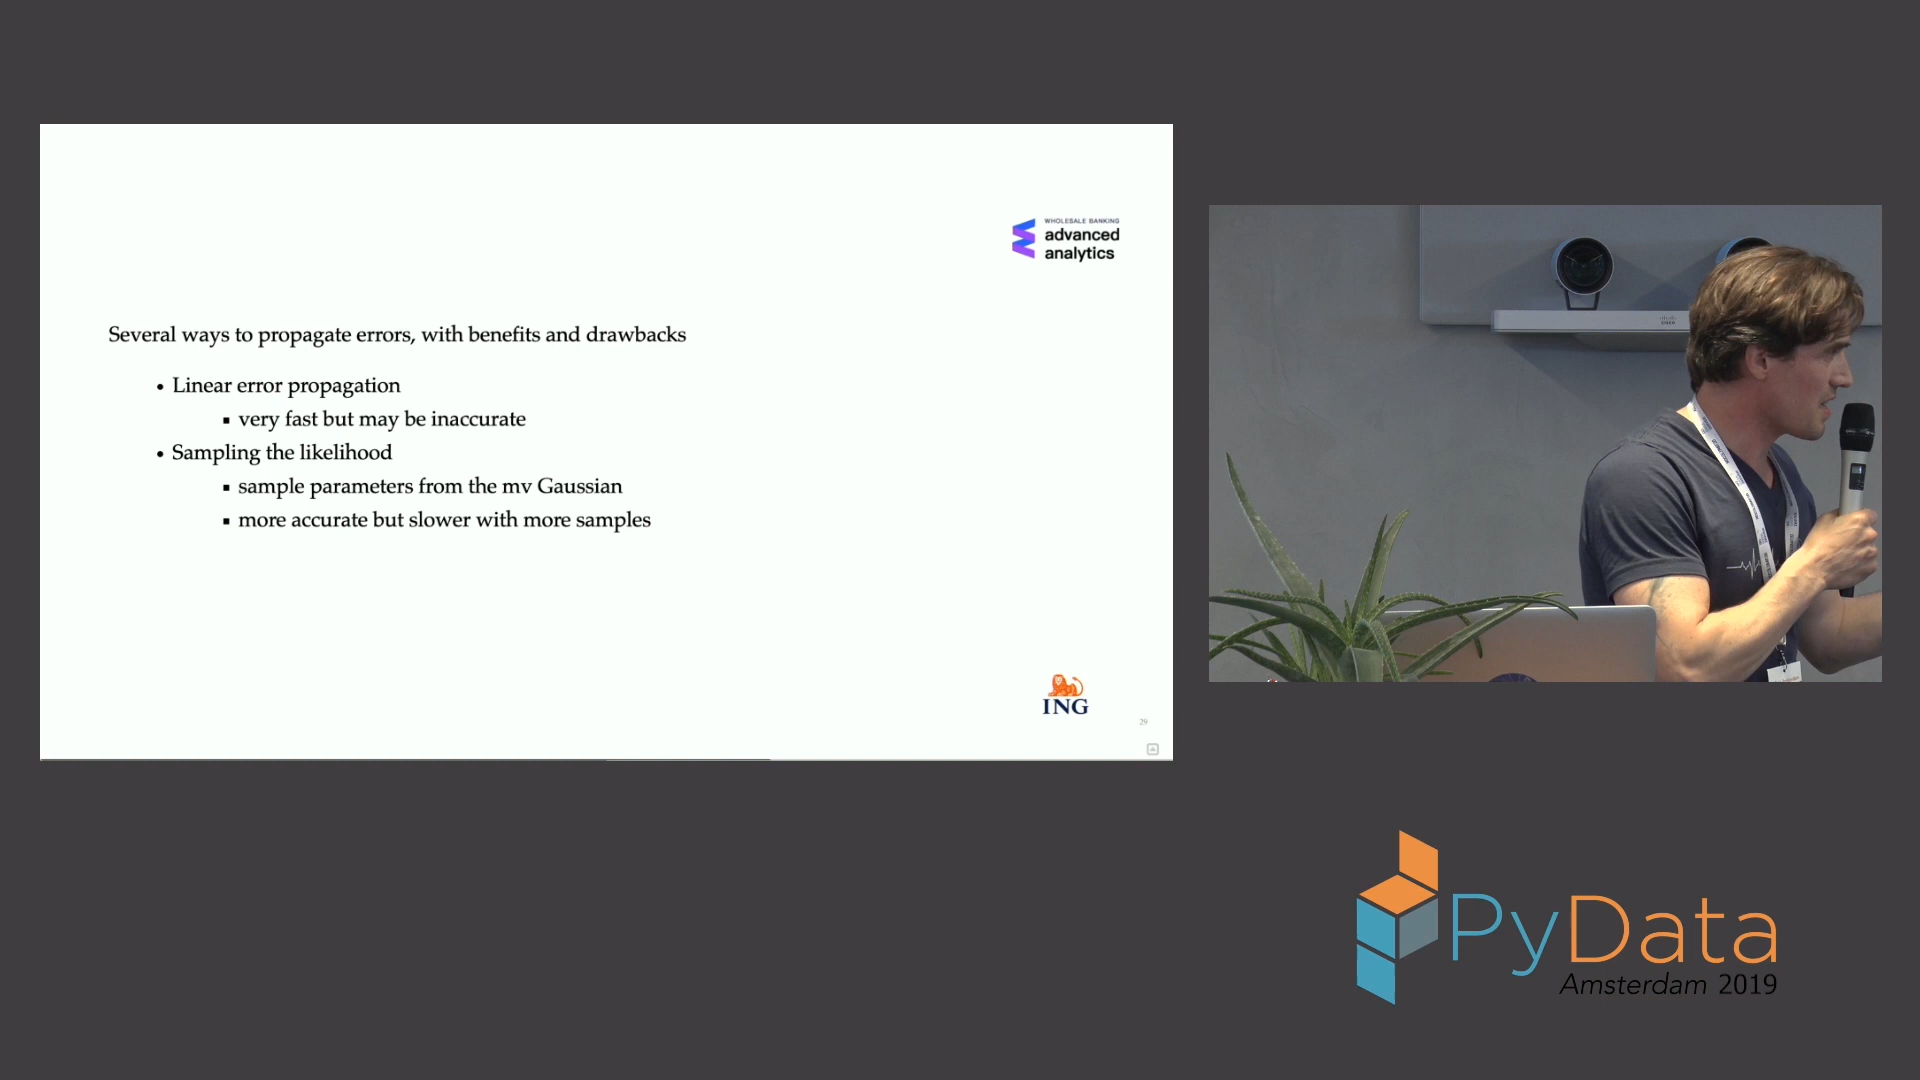 WHOLESALE BANKING
advanced
analytics
Several ways to propagate errors, with benefits and drawbacks
• Linear error propagation
▪ very fast but may be inaccurate
• Sampling the likelihood
▪ sample parameters from the mv Gaussian
▪ more accurate but slower with more samples
ING
29
PyData
Amsterdam 2019